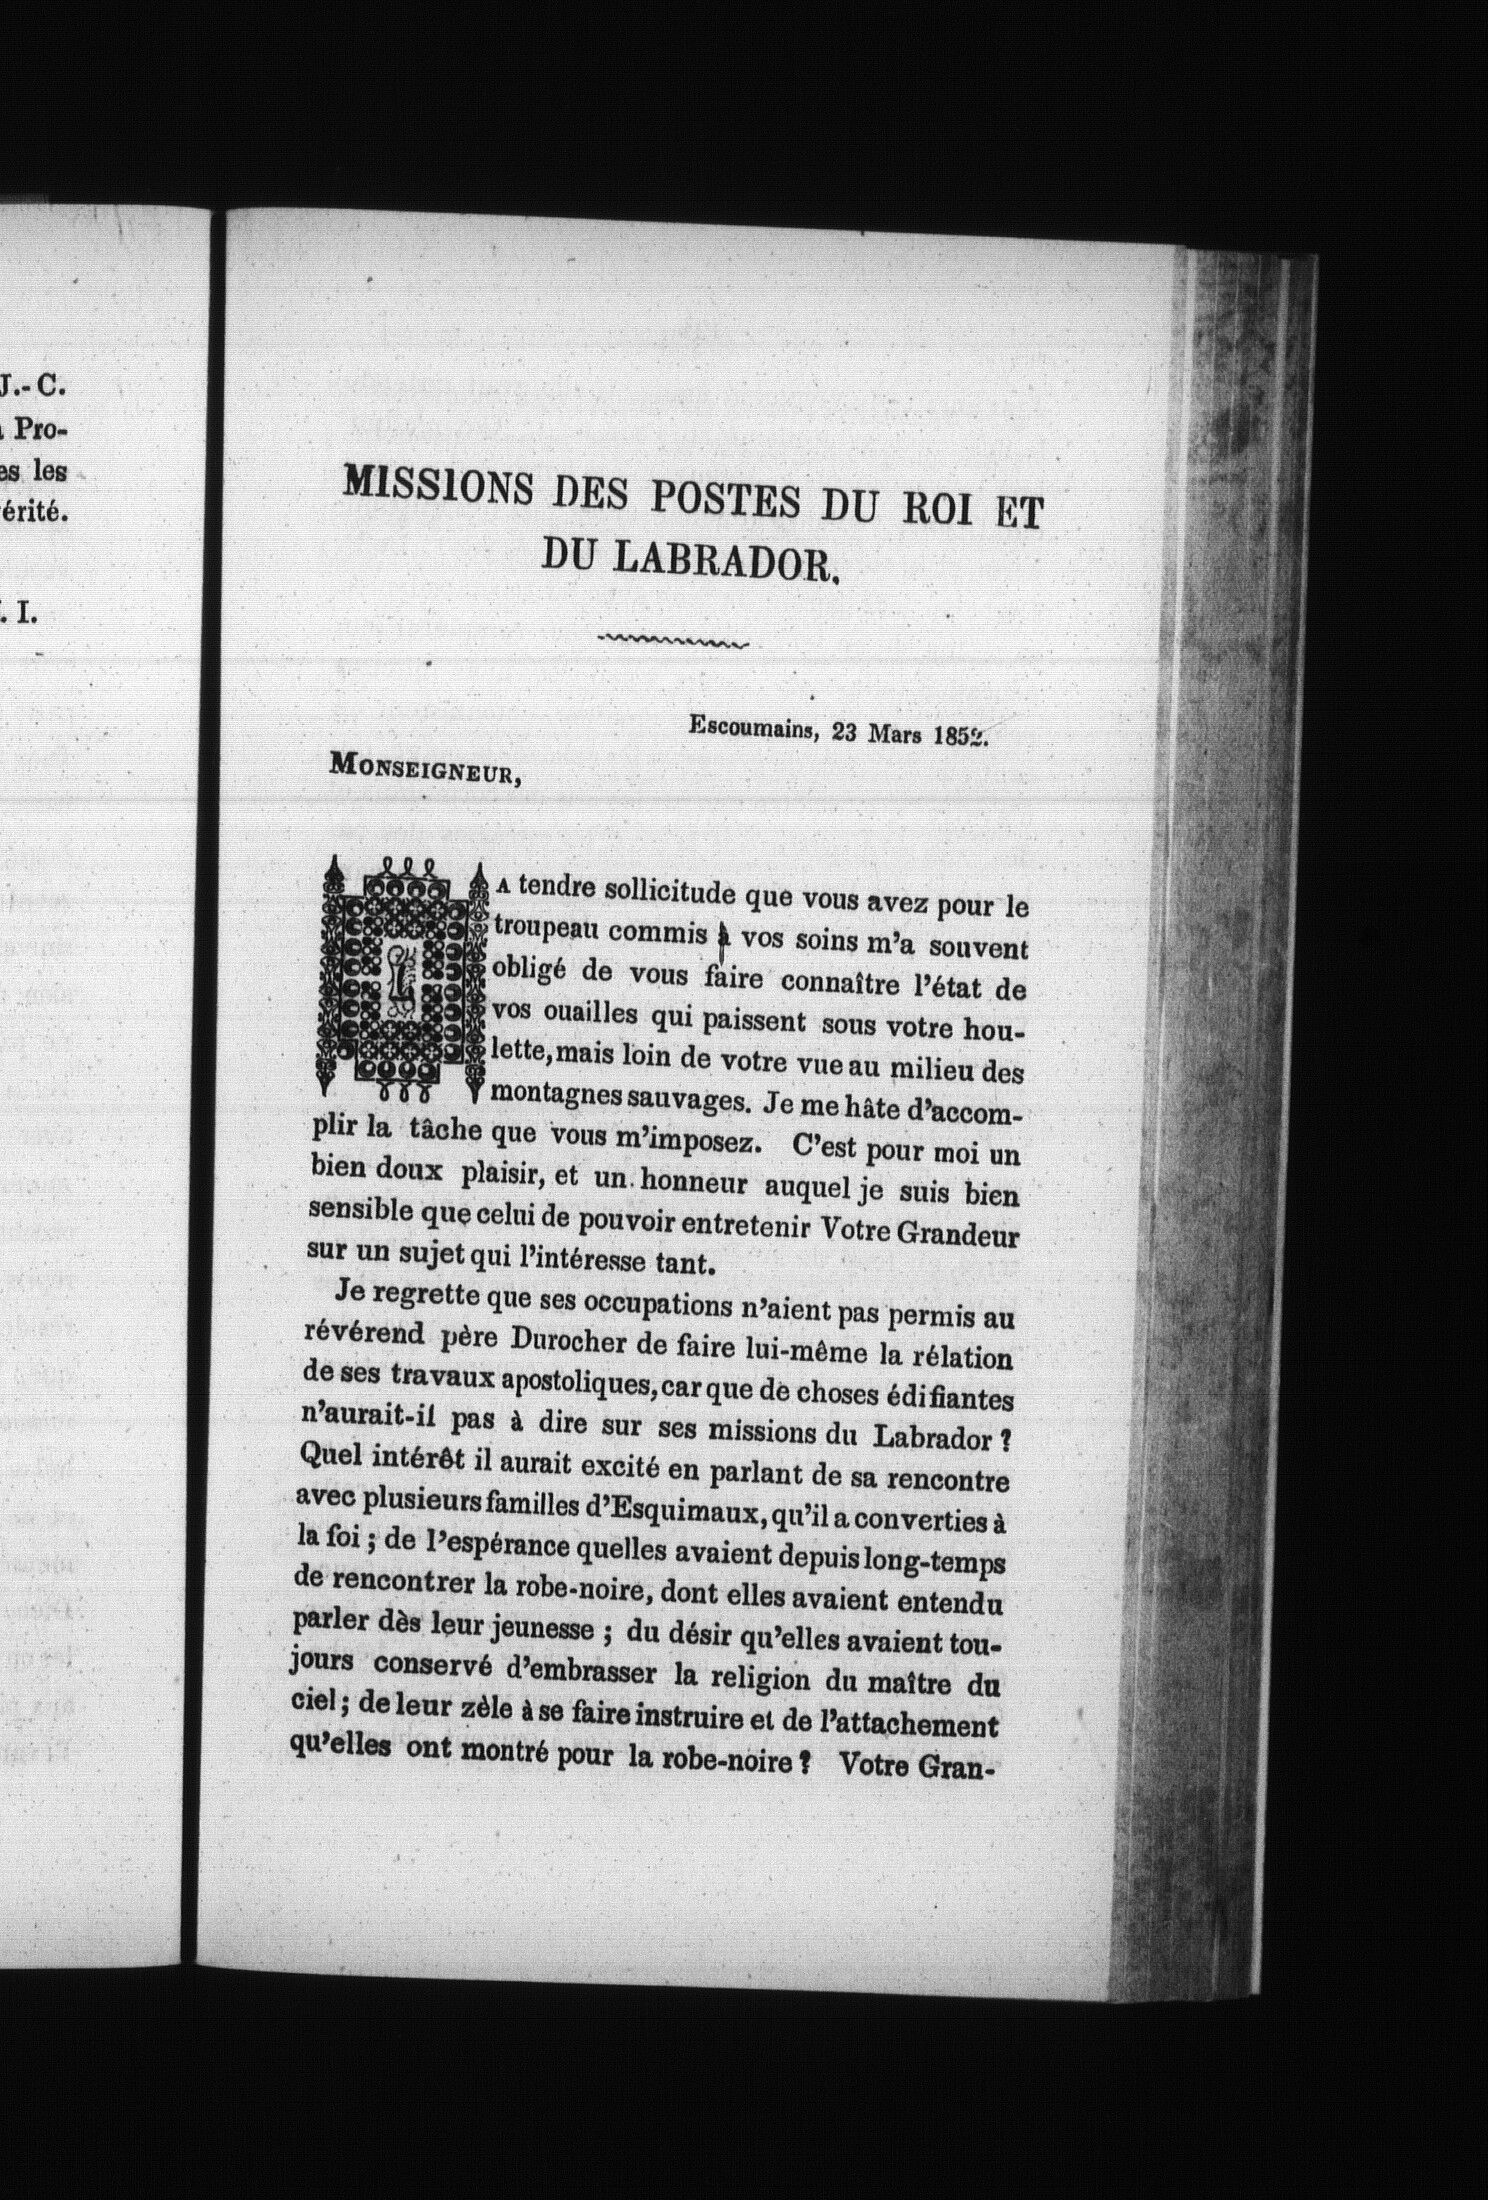 J.-C.
Pro-
es les
érité.
. I.
MISSIONS DES POSTES DU ROI ET
DU LABRADOR.
Escoumains, 23 Mars 1852.
MONSEIGNEUR,
LA tendre sollicitude que vous avez pour le
troupeau commis à vos soins m'a souvent
obligé de vous faire connaître l'état de
vos ouailles qui paissent sous votre hou-
lette, mais loin de votre vue au milieu des
montagnes sauvages. Je me hâte d'accom-
plir la tâche que vous m'imposez. C'est pour moi un
bien doux plaisir, et un honneur auquel je suis bien
sensible que celui de pouvoir entretenir Votre Grandeur
sur un sujet qui l'intéresse tant.
Je regrette que ses occupations n'aient pas permis au
révérend père Durocher de faire lui-même la rélation
de ses travaux apostoliques, car que de choses édifiantes
n'aurait-il pas à dire sur ses missions du Labrador ?
Quel intérêt il aurait excité en parlant de sa rencontre
avec plusieurs familles d'Esquimaux, qu'il a converties à
la foi ; de l'espérance quelles avaient depuis long-temps
de rencontrer la robe-noire, dont elles avaient entendu
parler dès leur jeunesse ; du désir qu'elles avaient tou-
jours conservé d'embrasser la religion du maître du
ciel ; de leur zèle à se faire instruire et de l'attachement
qu'elles ont montré pour la robe-noire ? Votre Gran-